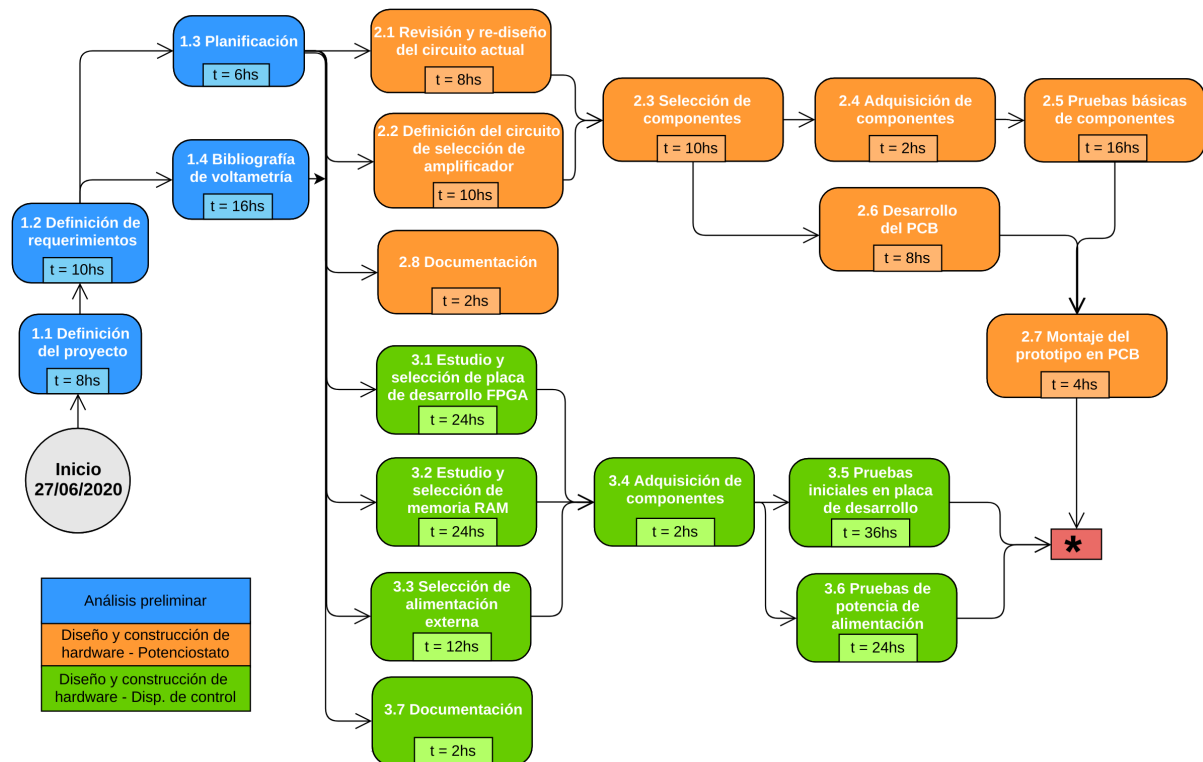 1.3 Planificación
t = 6hs
1.4 Bibliografía
de voltametría
t = 16hs
1.2 Definición de
requerimientos
t = 10hs
1.1 Definición
del proyecto
t = 8hs
Inicio
27/06/2020
2.1 Revisión y re-diseño
del circuito actual
t = 8hs
2.2 Definición del circuito
de selección de
amplificador
t = 10hs
2.3 Selección de
componentes
t = 10hs
2.4 Adquisición de
componentes
t = 2hs
2.5 Pruebas básicas
de componentes
t = 16hs
2.6 Desarrollo
del PCB
t = 8hs
2.8 Documentación
t = 2hs
2.7 Montaje del
prototipo en PCB
t = 4hs
3.1 Estudio y
selección de placa
de desarrollo FPGA
t = 24hs
3.2 Estudio y
selección de
memoria RAM
t = 24hs
3.3 Selección de
alimentación
externa
t = 12hs
3.4 Adquisición de
componentes
t = 2hs
3.5 Pruebas
iniciales en placa
de desarrollo
t = 36hs
3.6 Pruebas de
potencia de
alimentación
t = 24hs
*
3.7 Documentación
t = 2hs
Análisis preliminar
Diseño y construcción de
hardware - Potenciostato
Diseño y construcción de
hardware - Disp. de control